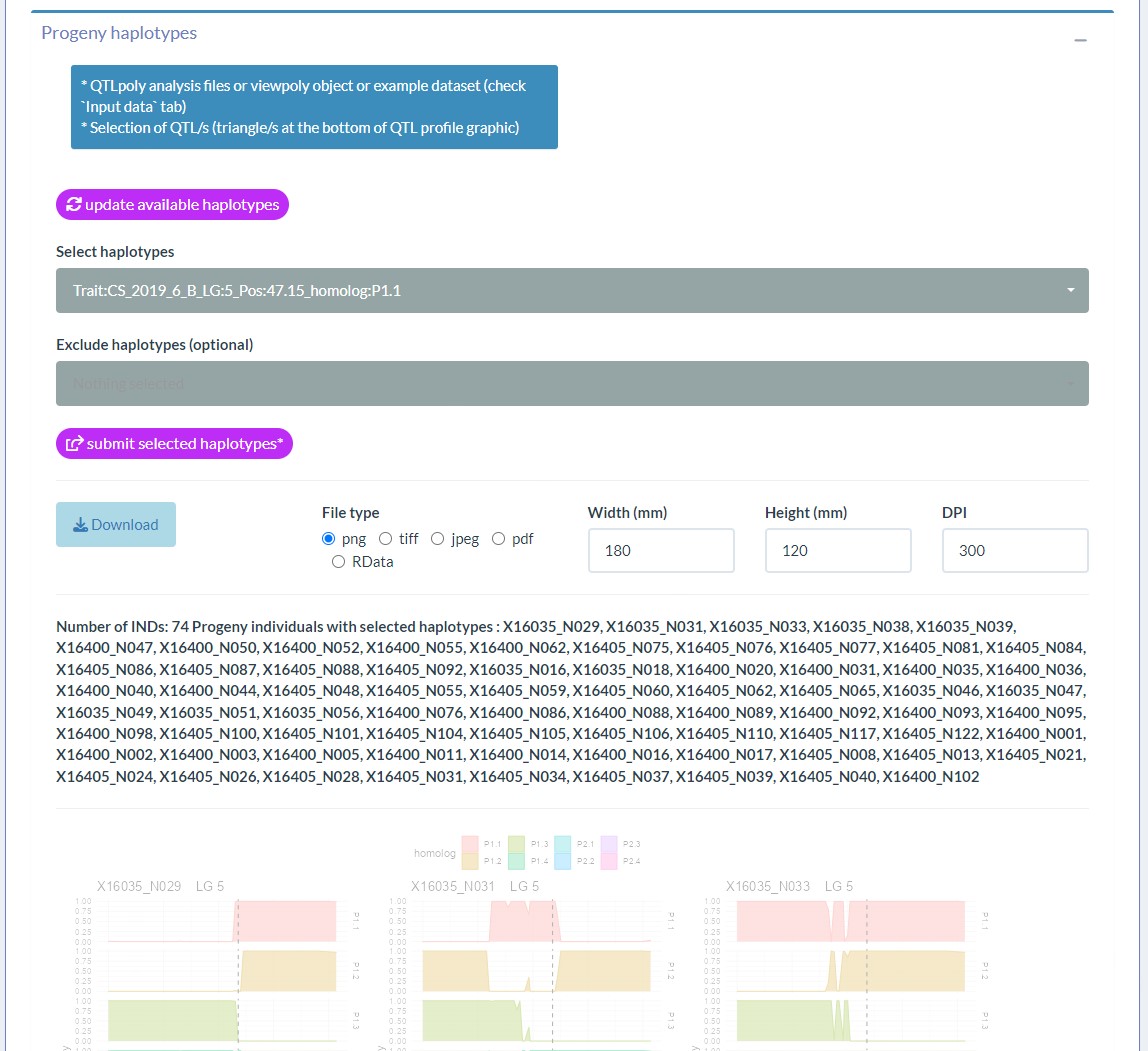 Progeny haplotypes
* QTLpoly analysis files or viewpoly object or example dataset (check
`Input data` tab)
* Selection of QTL/s (triangle/s at the bottom of QTL profile graphic)
update available haplotypes
Select haplotypes
Trait:CS_2019_6_B_LG:5_Pos:47.15_homolog:P1.1
Exclude haplotypes (optional)
Nothing selected
submit selected haplotypes*
Download
File type
png tiff jpeg pdf
RData
Width (mm)
180
Height (mm)
120
DPI
300
Number of INDs: 74 Progeny individuals with selected haplotypes : X16035_N029, X16035_N031, X16035_N033, X16035_N038, X16035_N039,
X16400_N047, X16400_N050, X16400_N052, X16400_N055, X16400_N062, X16405_N075, X16405_N076, X16405_N077, X16405_N081, X16405_N084,
X16405_N086, X16405_N087, X16405_N088, X16405_N092, X16035_N016, X16035_N018, X16400_N020, X16400_N031, X16400_N035, X16400_N036,
X16400_N040, X16400_N044, X16405_N048, X16405_N055, X16405_N059, X16405_N060, X16405_N062, X16405_N065, X16035_N046, X16035_N047,
X16035_N049, X16035_N051, X16035_N056, X16400_N076, X16400_N086, X16400_N088, X16400_N089, X16400_N092, X16400_N093, X16400_N095,
X16400_N098, X16405_N100, X16405_N101, X16405_N104, X16405_N105, X16405_N106, X16405_N110, X16405_N117, X16405_N122, X16400_N001,
X16400_N002, X16400_N003, X16400_N005, X16400_N011, X16400_N014, X16400_N016, X16400_N017, X16405_N008, X16405_N013, X16405_N021,
X16405_N024, X16405_N026, X16405_N028, X16405_N031, X16405_N034, X16405_N037, X16405_N039, X16405_N040, X16400_N102
homolog
P1.1 P1.3 P2.1 P2.3
P1.2 P1.4 P2.2 P2.4
X16035_N029 LG 5
1.00
0.75
0.50
0.25
0.00
P1.1
1.00
0.75
0.50
0.25
0.00
P1.2
1.00
0.75
0.50
0.25
0.00
P1.3
1.00
X16035_N031 LG 5
1.00
0.75
0.50
0.25
0.00
P1.1
1.00
0.75
0.50
0.25
0.00
P1.2
1.00
0.75
0.50
0.25
0.00
P1.3
1.00
X16035_N033 LG 5
1.00
0.75
0.50
0.25
0.00
P1.1
1.00
0.75
0.50
0.25
0.00
P1.2
1.00
0.75
0.50
0.25
0.00
P1.3
1.00